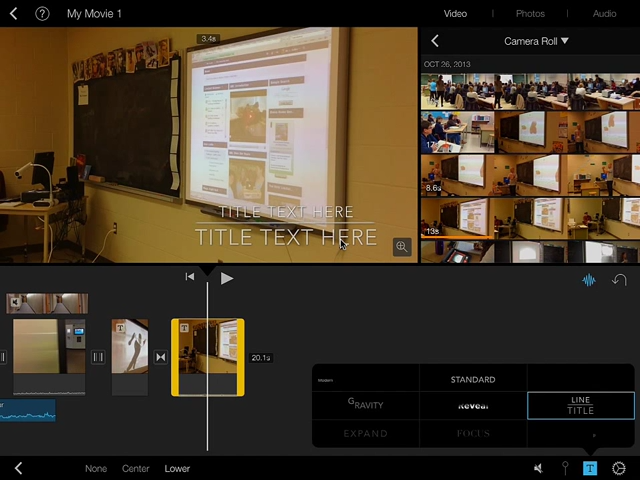 My Movie 1
Video
Photos
Audio
3.4s
Camera Roll
OCT 26, 2013
8.6s
13s
TITLE TEXT HERE
TITLE TEXT HERE
T
T
20.1s
STANDARD
GRAVITY
Reveal
LINE
TITLE
EXPAND
FOCUS
None
Center
Lower
T